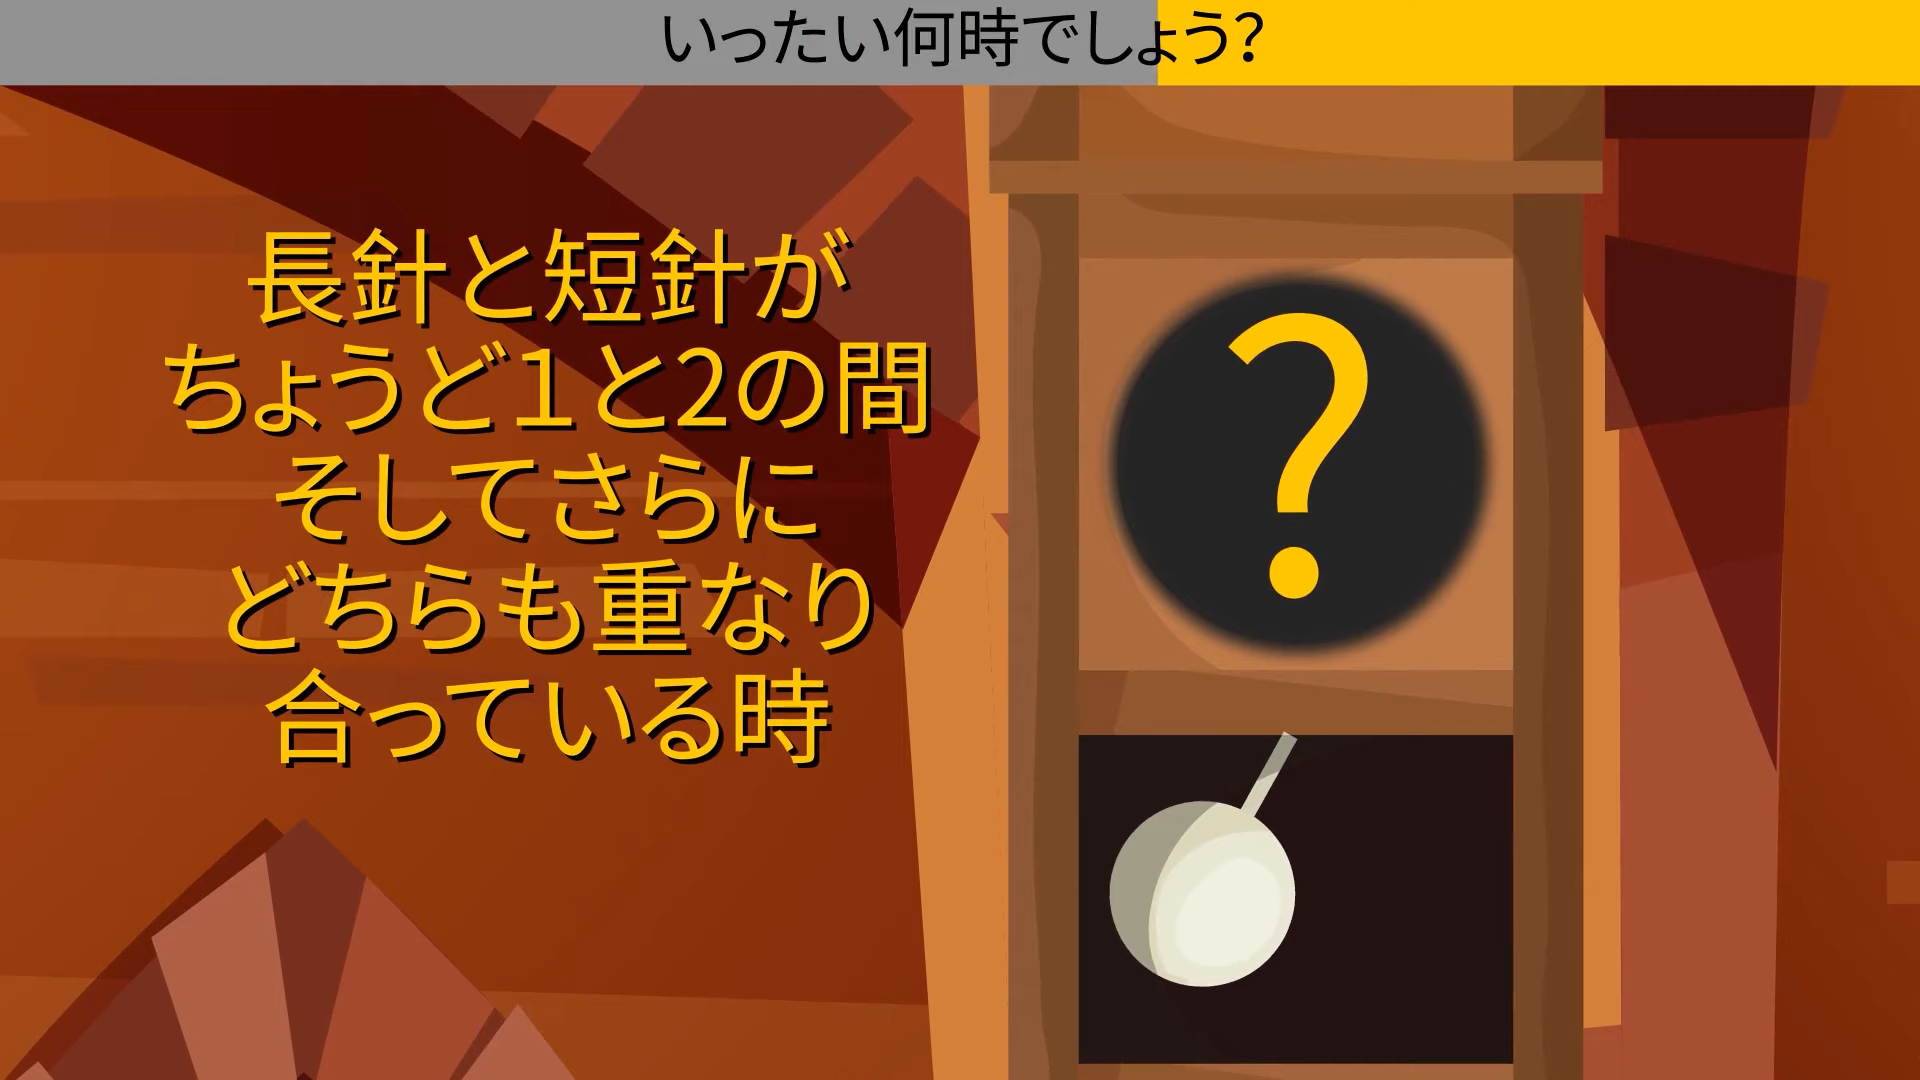 いったい何時でしょう？
長針と短針が
ちょうど1と2の間
そしてさらに
どちらも重なり
合っている時
?